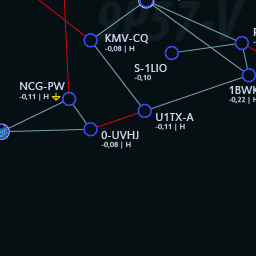 KMV-CQ
-0,08 | H
S-1LIO
-0,10
NCG-PW
-0,11 | H
1BWK
-0,22 | H
U1TX-A
-0,11 | H
0-UVHJ
-0,08 | H